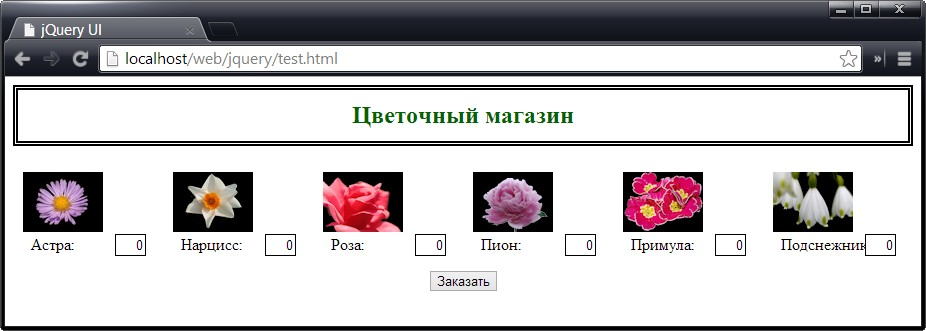 jQuery UI
localhost/web/jquery/test.html
Цветочный магазин
Астра: 0 Нарцисс: 0 Роза: 0 Пион: 0 Примула: 0 Подснежник 0
Заказать